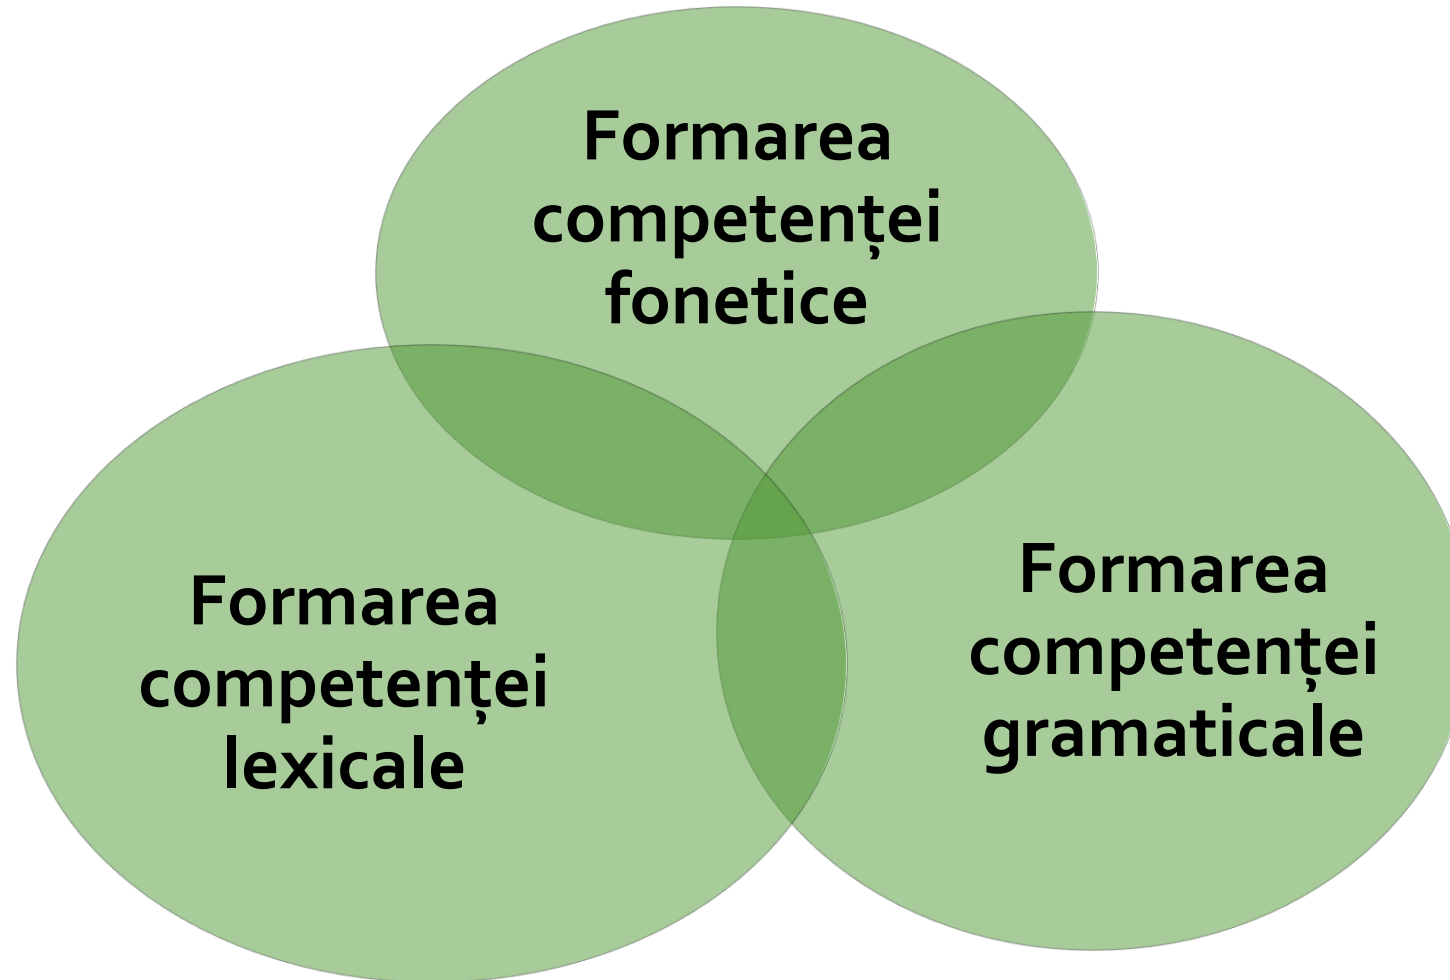 Formarea
competenței
fonetice
Formarea
competenței
lexicale
Formarea
competenței
gramaticale